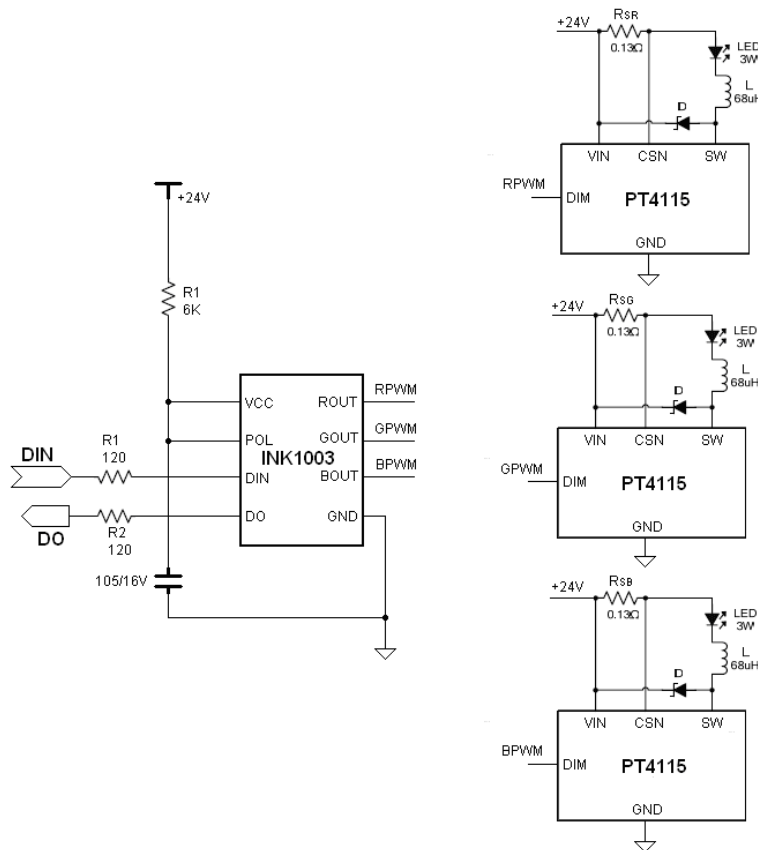 +24V
R1
6K
VCC
POL
DIN
DO
ROUT
GOUT
BOUT
GND
INK1003
RPWM
GPWM
BPWM
DIN
R1
120
DO
R2
120
105/16V
+24V
RSR
0.13Ω
LED
3W
L
68uH
D
VIN
CSN
SW
RPWM
DIM
PT4115
GND
+24V
RSG
0.13Ω
LED
3W
L
68uH
D
VIN
CSN
SW
GPWM
DIM
PT4115
GND
+24V
RSB
0.13Ω
LED
3W
L
68uH
D
VIN
CSN
SW
BPWM
DIM
PT4115
GND